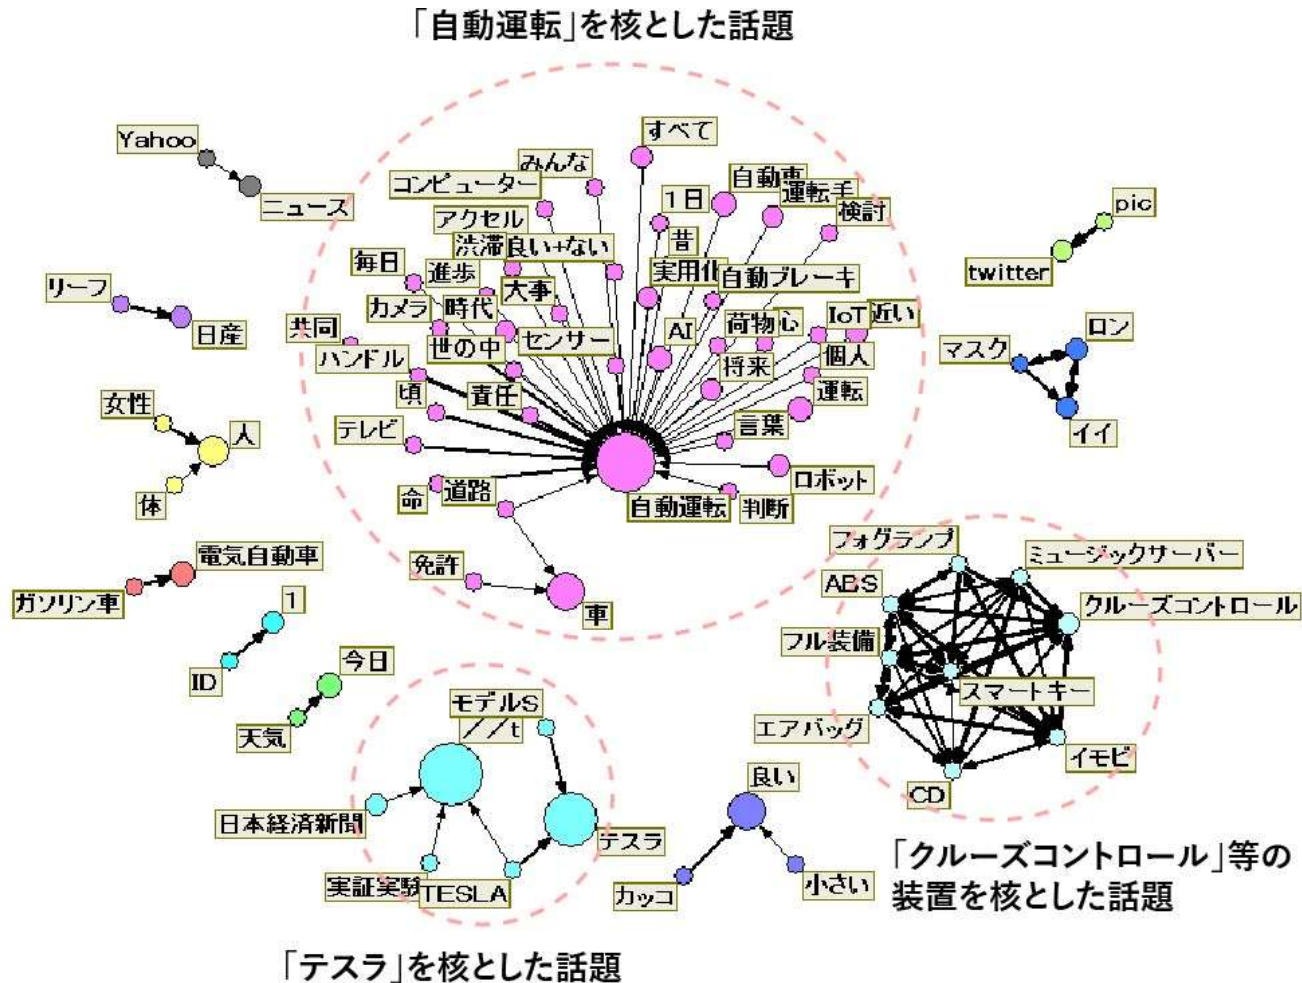 「自動運転」を核とした話題
Yahoo
ニュース
すべて
みんな
コンピューター
自動車
運転手
1日
検討
アクセル
渋滞
良い+ない
昔
毎日
進歩
大事
実用化
自動ブレーキ
カメラ
時代
共同
世の中
センサー
AI
荷物
心
IoT
近い
ハンドル
将来
個人
頃
責任
運転
テレビ
言葉
ロボット
命
道路
自動運転
判断
免許
車
pic
twitter
リーフ
日産
マスク
ロン
イイ
女性
人
体
電気自動車
ガソリン車
1
ID
今日
天気
フォグランプ
ミュージックサーバー
ABS
クルーズコントロール
フル装備
スマートキー
エアバッグ
イモビ
CD
モデルS
//t
日本経済新聞
テスラ
実証実験
TESLA
良い
カッコ
小さい
「クルーズコントロール」等の
装置を核とした話題
「テスラ」を核とした話題